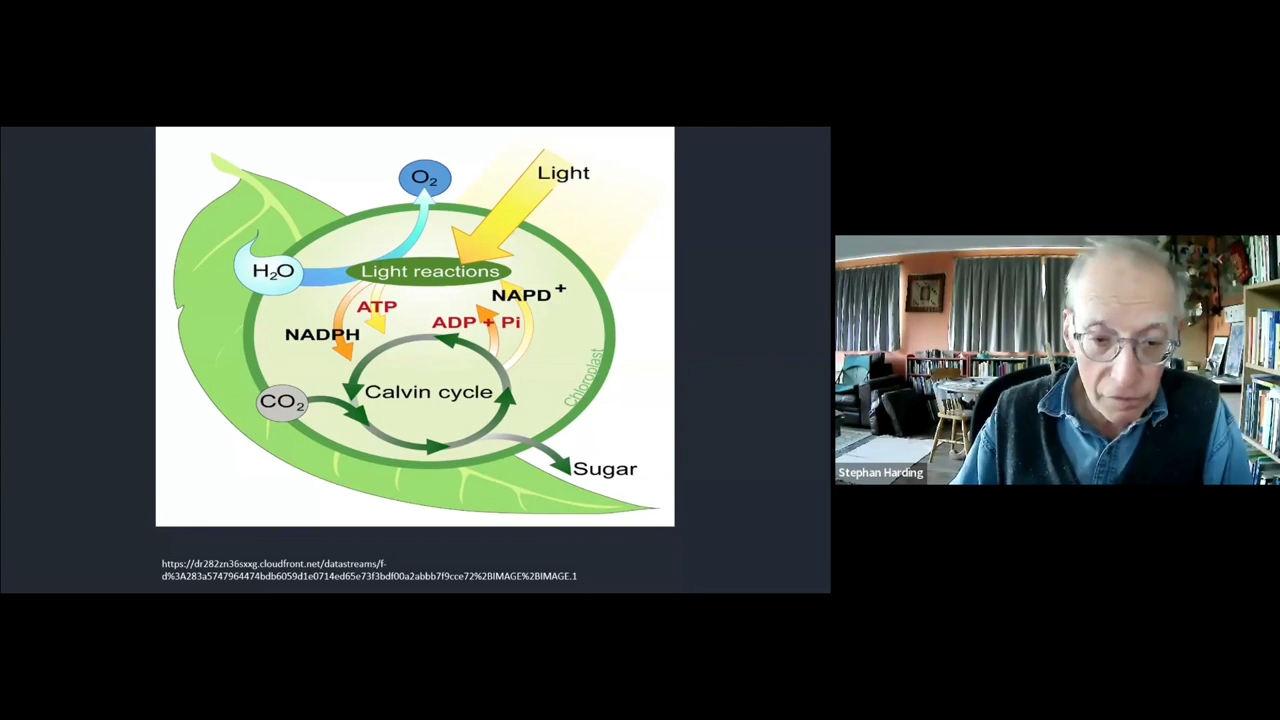 O₂
Light
H₂O
Light reactions
NAPD⁺
ATP
ADP + Pi
NADPH
Chloroplast
Calvin cycle
CO₂
Sugar
Stephan Harding
https://dr282zn36sxxg.cloudfront.net/datastreams/f-
d%3A283a5747964474bdb6059d1e0714ed65e73f3bdf00a2abbb7f9cce72%2BIMAGE%2BIMAGE.1